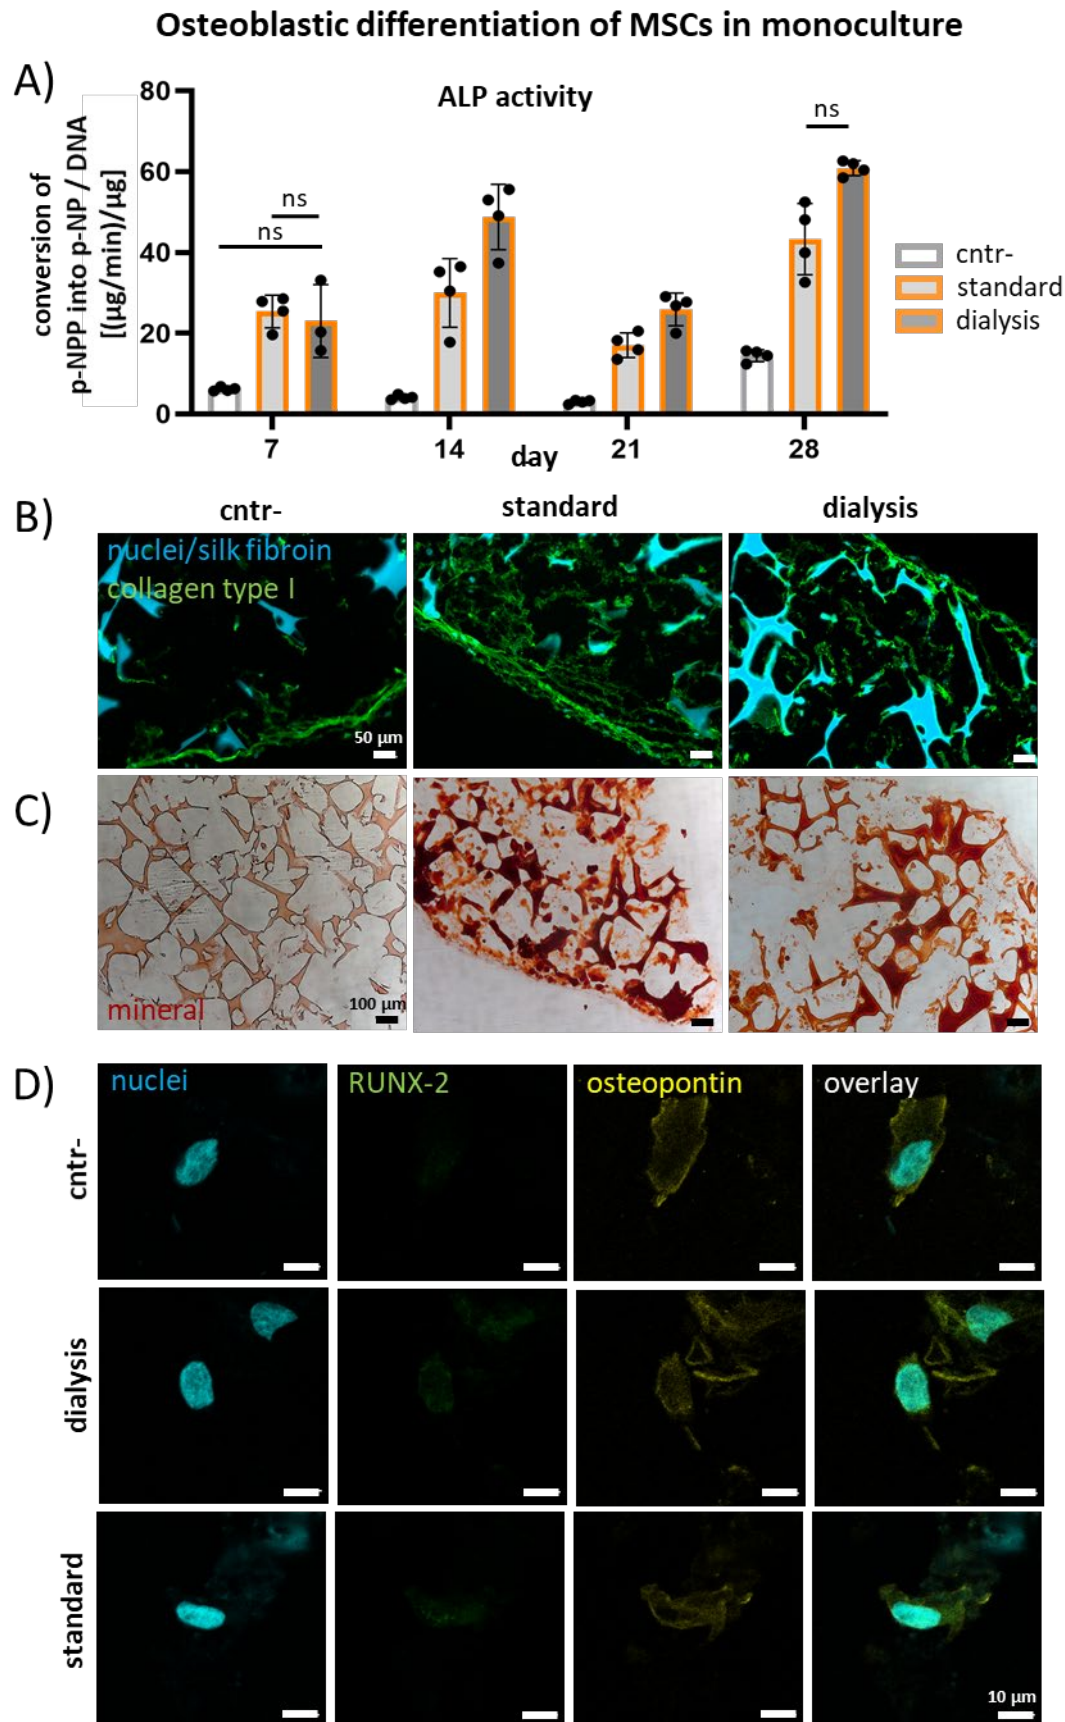 Osteoblastic differentiation of MSCs in monoculture
A)
ALP activity
conversion of
p-NPP into p-NP / DNA
[(µg/min)/µg]
80
60
40
20
0
ns
ns
ns
7
14
21
28
day
cntr-
standard
dialysis
B)
cntr-
standard
dialysis
nuclei/silk fibroin
collagen type I
50 µm
C)
mineral
100 µm
D)
nuclei
RUNX-2
osteopontin
overlay
cntr-
dialysis
standard
10 µm